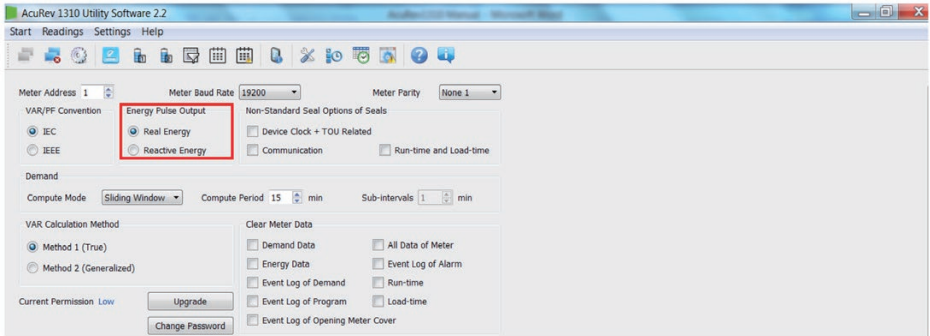 AcuRev 1310 Utility Software 2.2
Start Readings Settings Help
Meter Address 1 Meter Baud Rate 19200 Meter Parity None 1
VAR/PF Convention Energy Pulse Output Non-Standard Seal Options of Seals
IEC Real Energy Device Clock + TOU Related
IEEE Reactive Energy Communication Run-time and Load-time
Demand
Compute Mode Sliding Window Compute Period 15 min Sub-intervals 1 min
VAR Calculation Method Clear Meter Data
Method 1 (True) Demand Data All Data of Meter
Method 2 (Generalized) Energy Data Event Log of Alarm
Event Log of Demand Run-time
Current Permission Low Upgrade Event Log of Program Load-time
Change Password Event Log of Opening Meter Cover